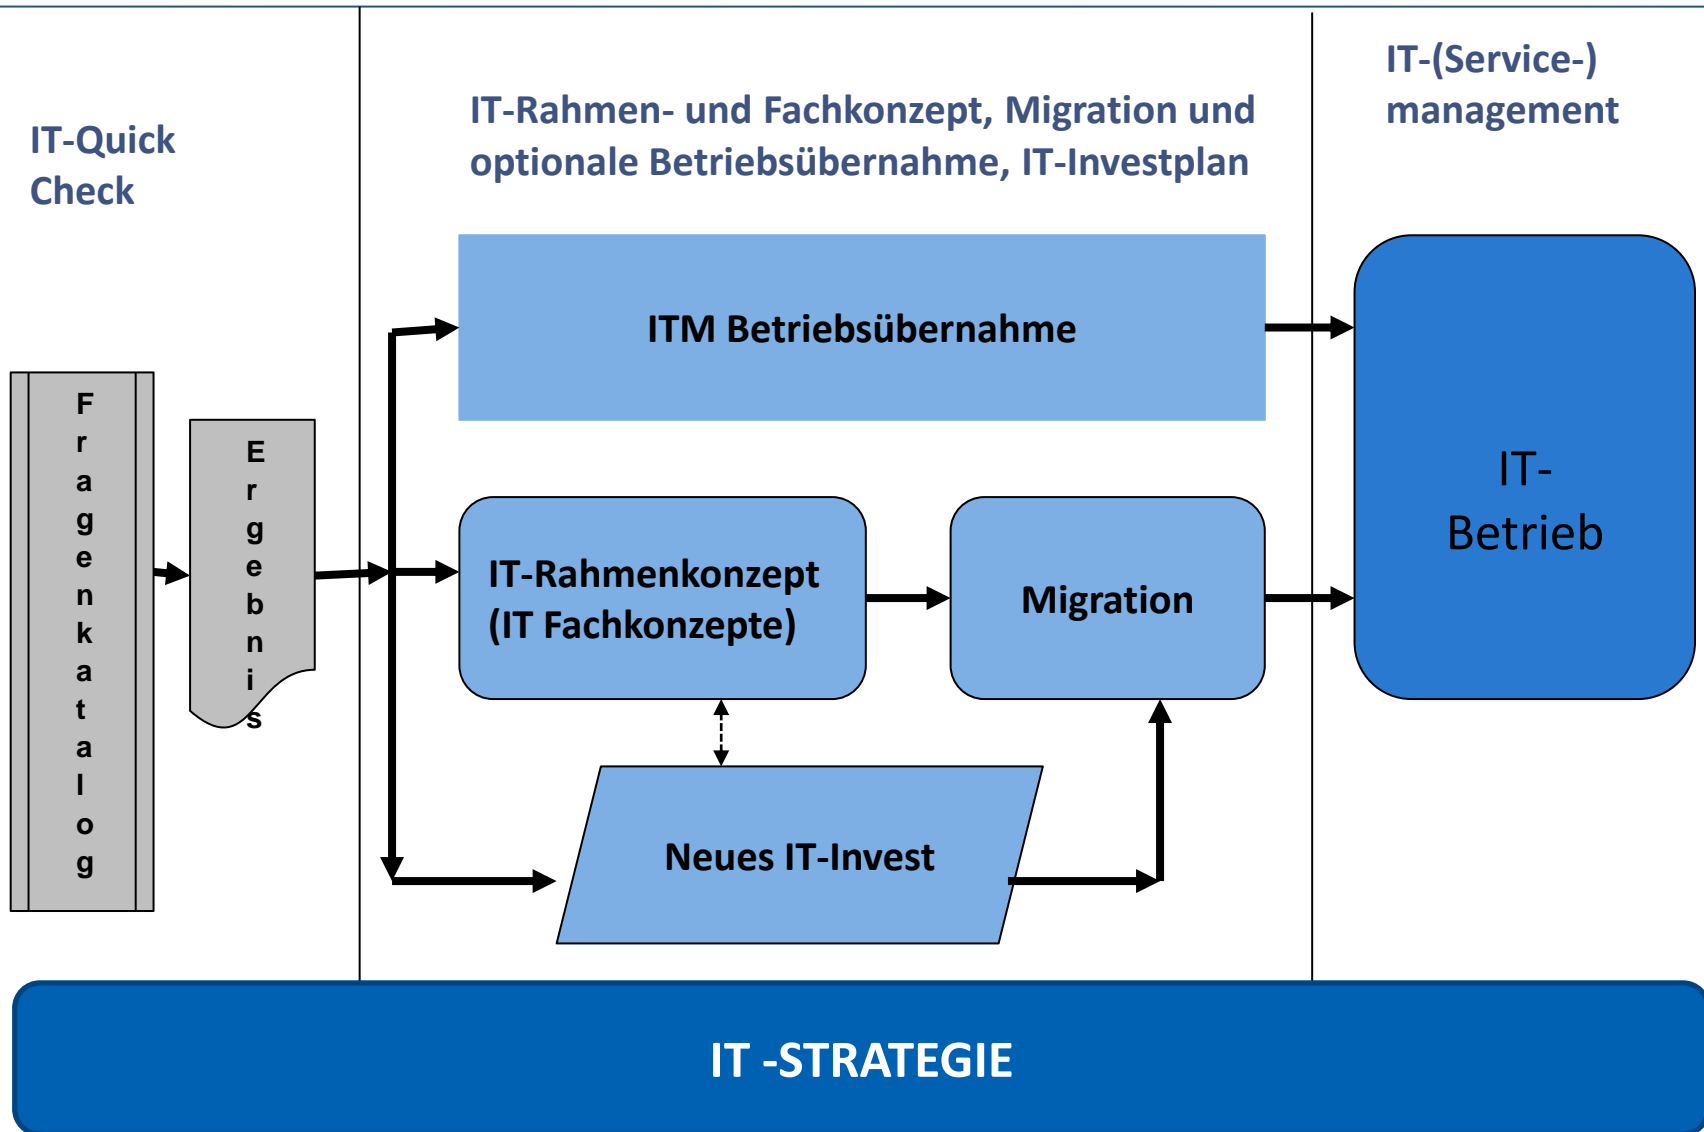 IT-Quick
Check
IT-Rahmen- und Fachkonzept, Migration und
optionale Betriebsübernahme, IT-Investplan
IT-(Service-)
management
Fragenkatalog
Ergebnis
ITM Betriebsübernahme
IT-Rahmenkonzept
(IT Fachkonzepte)
Migration
Neues IT-Invest
IT-
Betrieb
IT -STRATEGIE